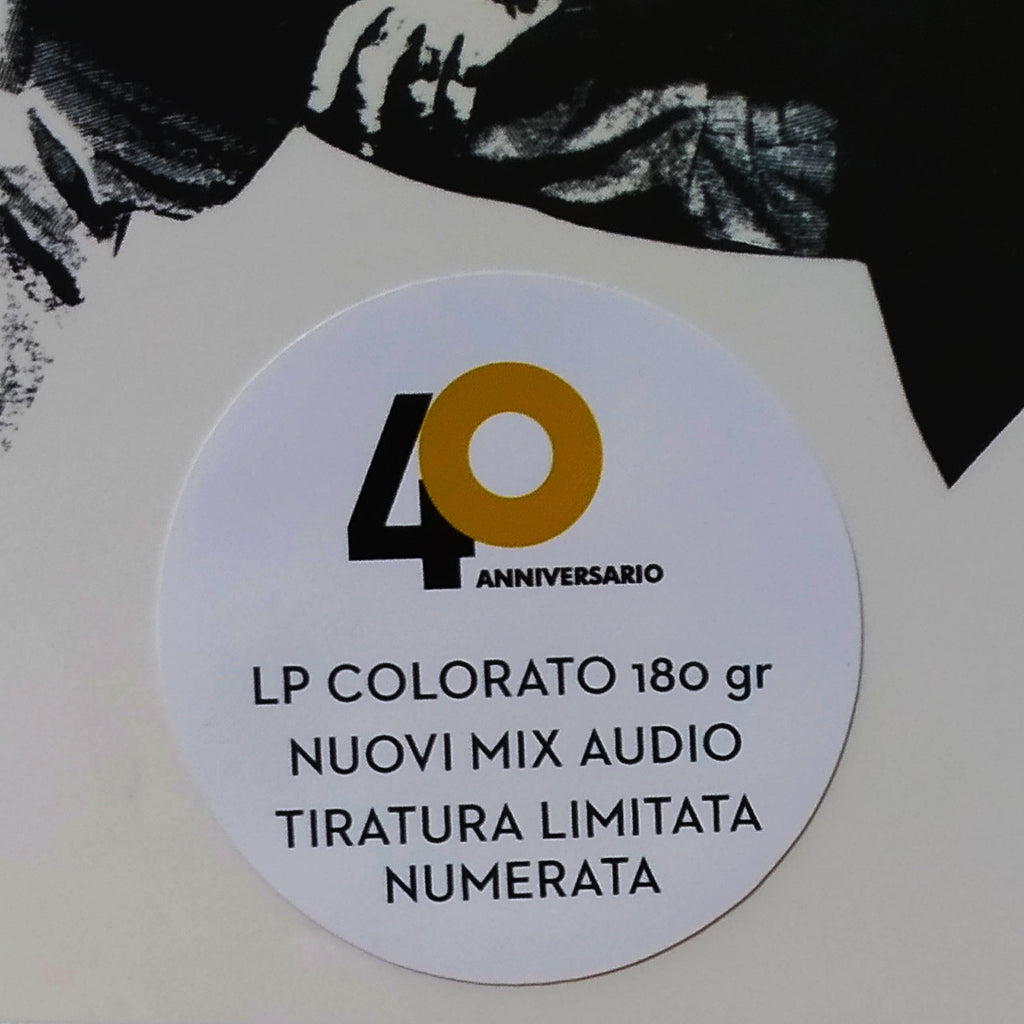 40
ANNIVERSARIO
LP COLORATO 180 gr
NUOVI MIX AUDIO
TIRATURA LIMITATA
NUMERATA